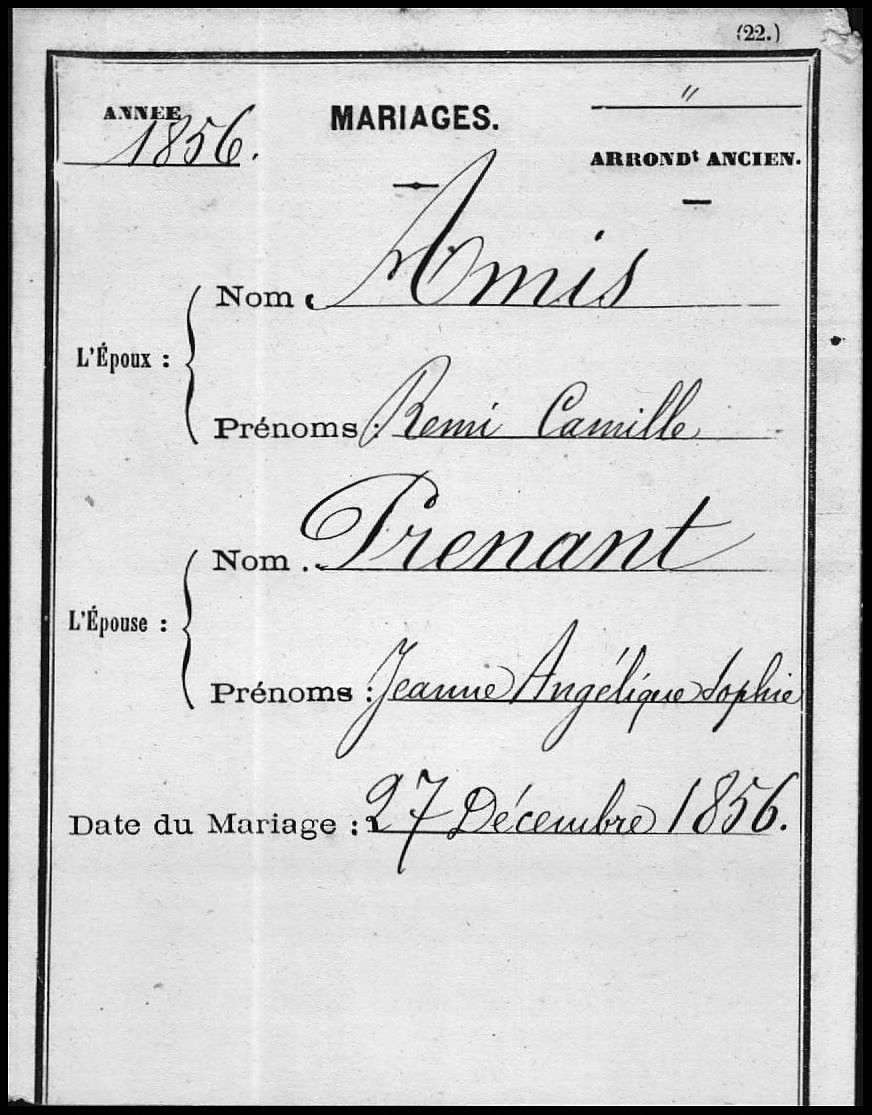 (22.)
ANNÉE MARIAGES. "
1856. ARRONDt ANCIEN.
Nom : Amis
L'Époux :
Prénoms : Remi Camille
Nom : Prenant
L'Épouse :
Prénoms : Jeanne Angélique Sophie
Date du Mariage : 27 Décembre 1856.